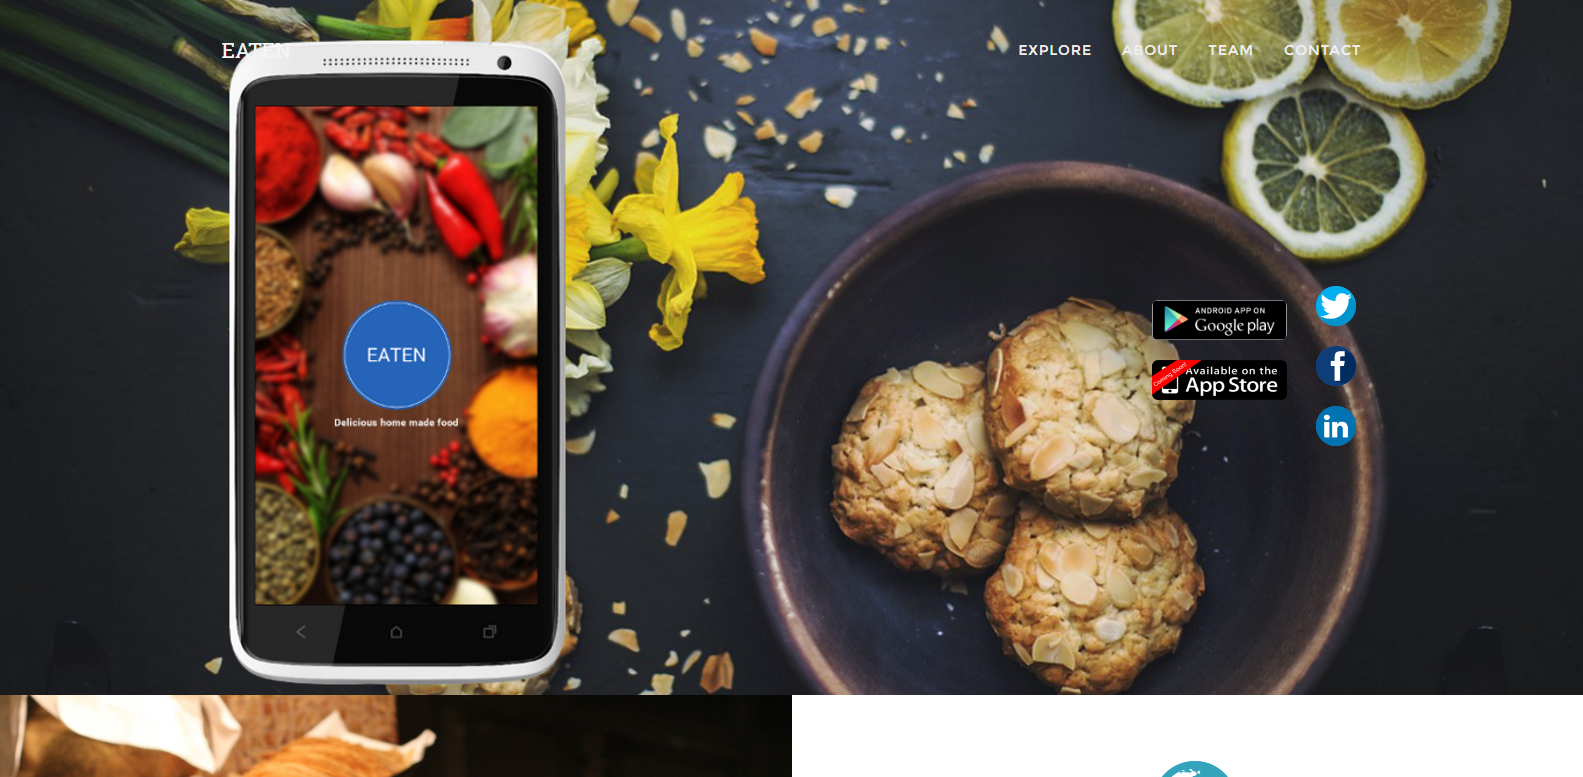 EATEN
EXPLORE ABOUT TEAM CONTACT
ANDROID APP ON
Google play
Coming Soon!
Available on the
App Store
EATEN
Delicious home made food
in